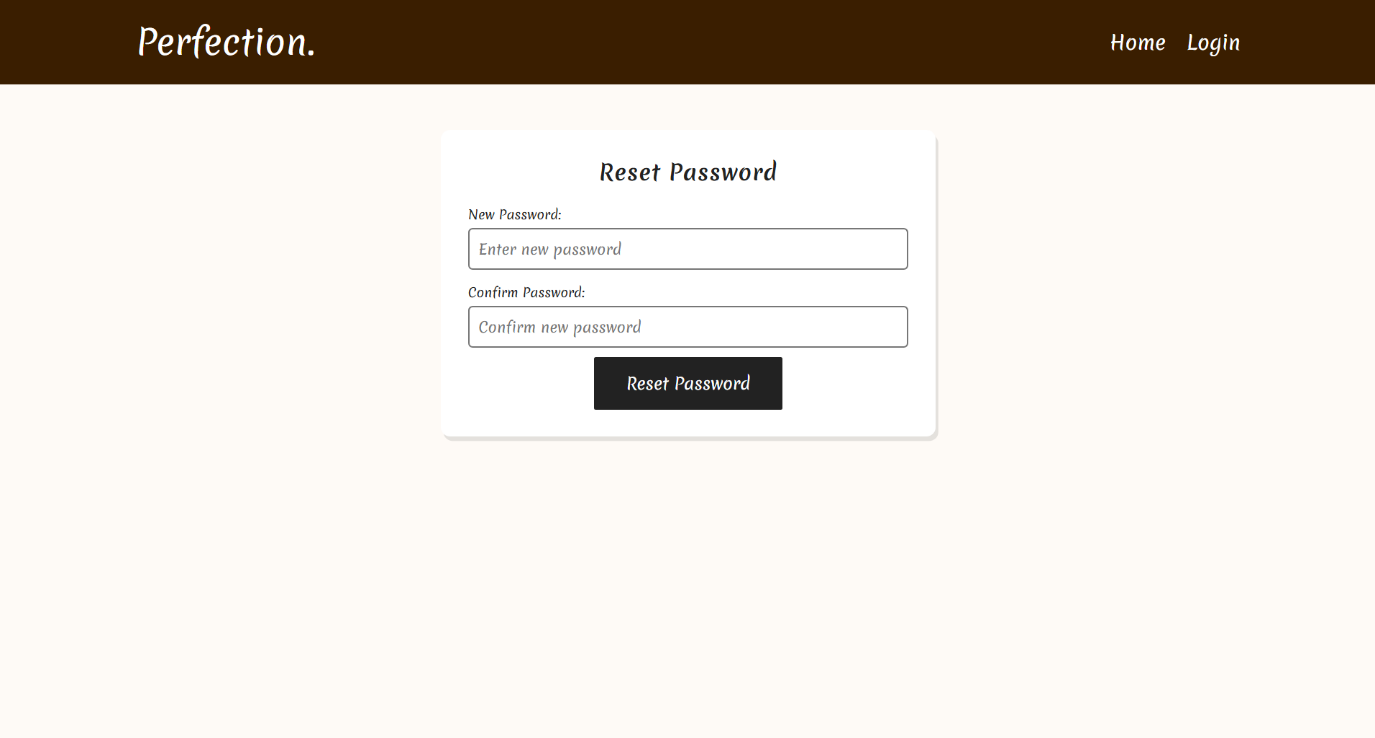 Perfection.
Home Login
Reset Password
New Password:
Enter new password
Confirm Password:
Confirm new password
Reset Password